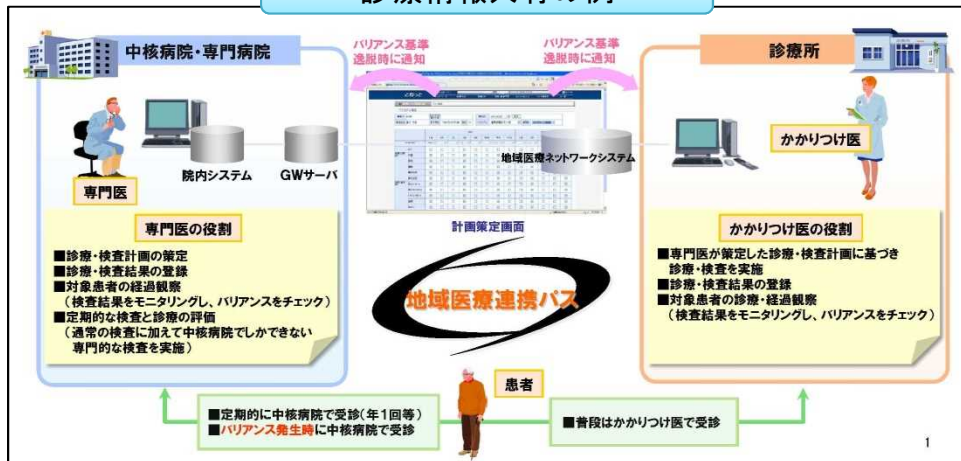 診療情報共有の例
中核病院・専門病院
バリアンス基準
逸脱時に通知
バリアンス基準
逸脱時に通知
診療所
専門医
院内システム
GWサーバ
地域医療ネットワークシステム
かかりつけ医
計画策定画面
専門医の役割
■診療・検査計画の策定
■診療・検査結果の登録
■対象患者の経過観察
（検査結果をモニタリングし、バリアンスをチェック）
■定期的な検査と診療の評価
（通常の検査に加えて中核病院でしかできない
専門的な検査を実施）
地域医療連携パス
かかりつけ医の役割
■専門医が策定した診療・検査計画に基づき
診療・検査を実施
■診療・検査結果の登録
■対象患者の診療・経過観察
（検査結果をモニタリングし、バリアンスをチェック）
患者
■定期的に中核病院で受診（年１回等）
■バリアンス発生時に中核病院で受診
■普段はかかりつけ医で受診
1